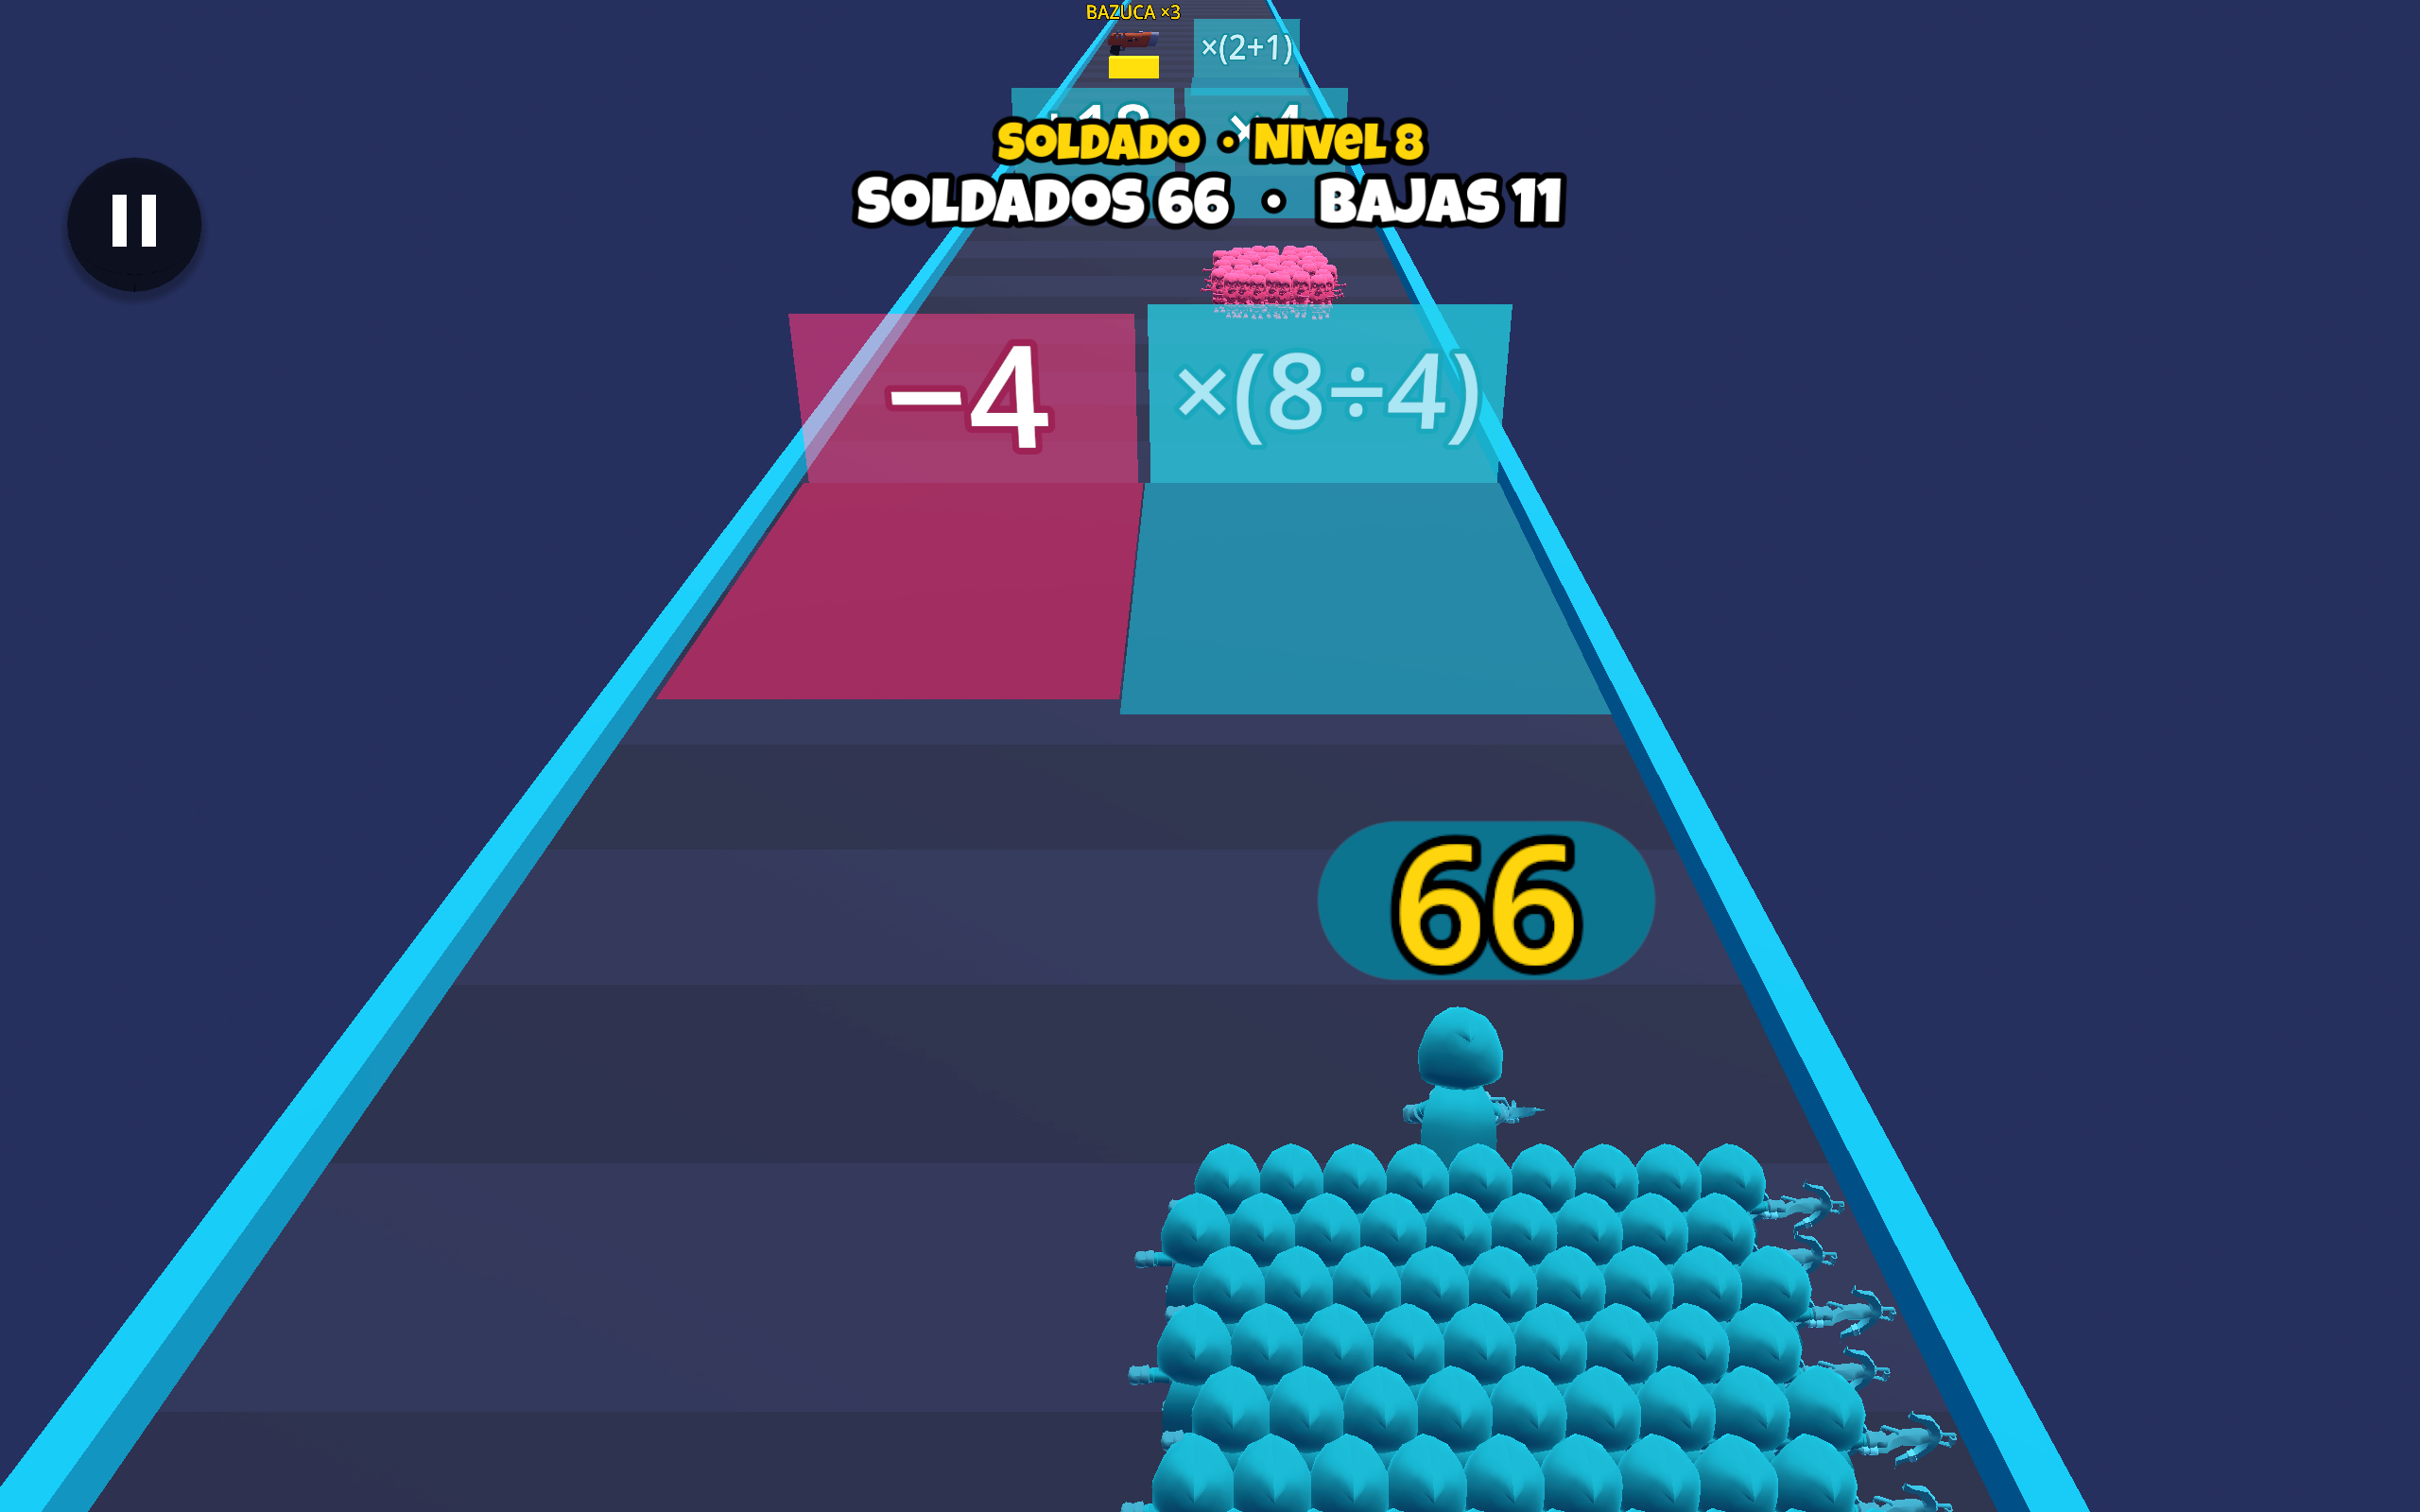 BAZUCA ×3
×(2+1)
SOLDADO • NIVEL 8
SOLDADOS 66 • BAJAS 11
−4
×(8÷4)
66